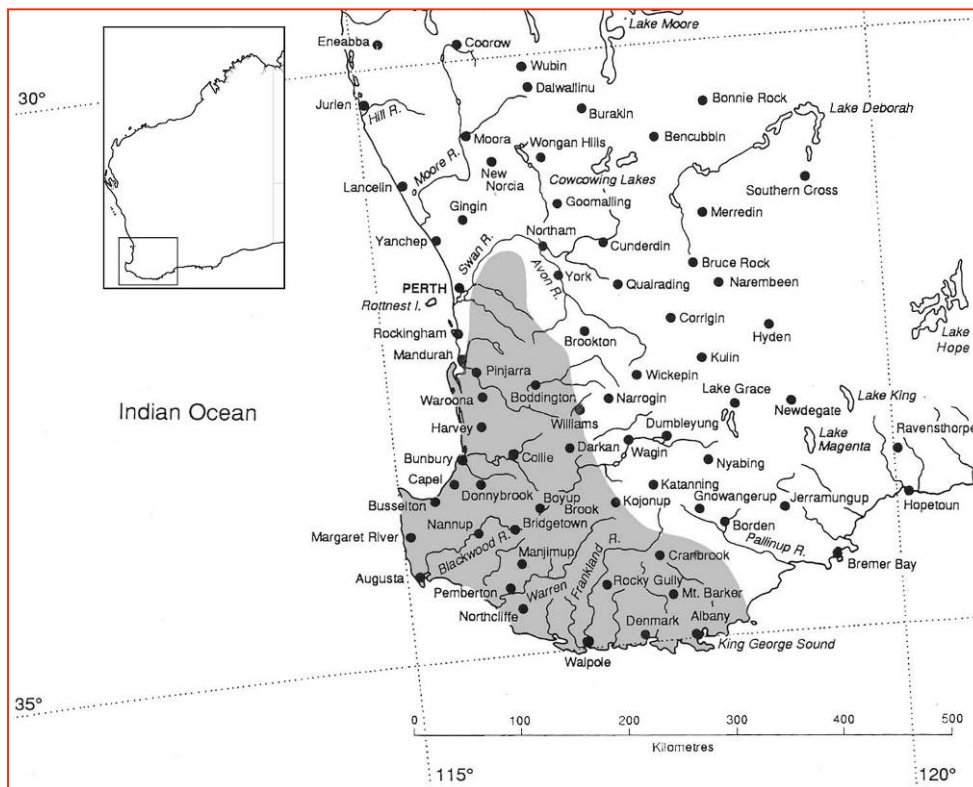 Lake Moore
Eneabba
Coorow
Wubin
30°
Dalwallinu
Jurien
Hill R.
Burakin
Bonnie Rock
Lake Deborah
Moora
Wongan Hills
Bencubbin
Moore R.
New
Norcia
Cowcowing Lakes
Southern Cross
Lancelin
Gingin
Goomalling
Merredin
Yanchep
Swan R.
Northam
Cunderdin
Avon R.
York
Bruce Rock
PERTH
Quairading
Narembeen
Rottnest I.
Corrigin
Hyden
Lake
Hope
Rockingham
Brookton
Mandurah
Kulin
Pinjarra
Wickepin
Boddington
Lake Grace
Lake King
Waroona
Narrogin
Newdegate
Indian Ocean
Williams
Dumbleyung
Ravensthorpe
Harvey
Lake
Magenta
Bunbury
Collie
Darkan
Wagin
Nyabing
Capel
Donnybrook
Boyup
Brook
Katanning
Gnowangerup
Jerramungup
Busselton
Kojonup
Hopetoun
Nannup
Bridgetown
Borden
Margaret River
Blackwood R.
Pallinup R.
Manjimup
Frankland R.
Cranbrook
Bremer Bay
Augusta
Pemberton
Warren
Rocky Gully
Mt. Barker
Northcliffe
Denmark
Albany
King George Sound
Walpole
35°
0 100 200 300 400 500
Kilometres
115°
120°